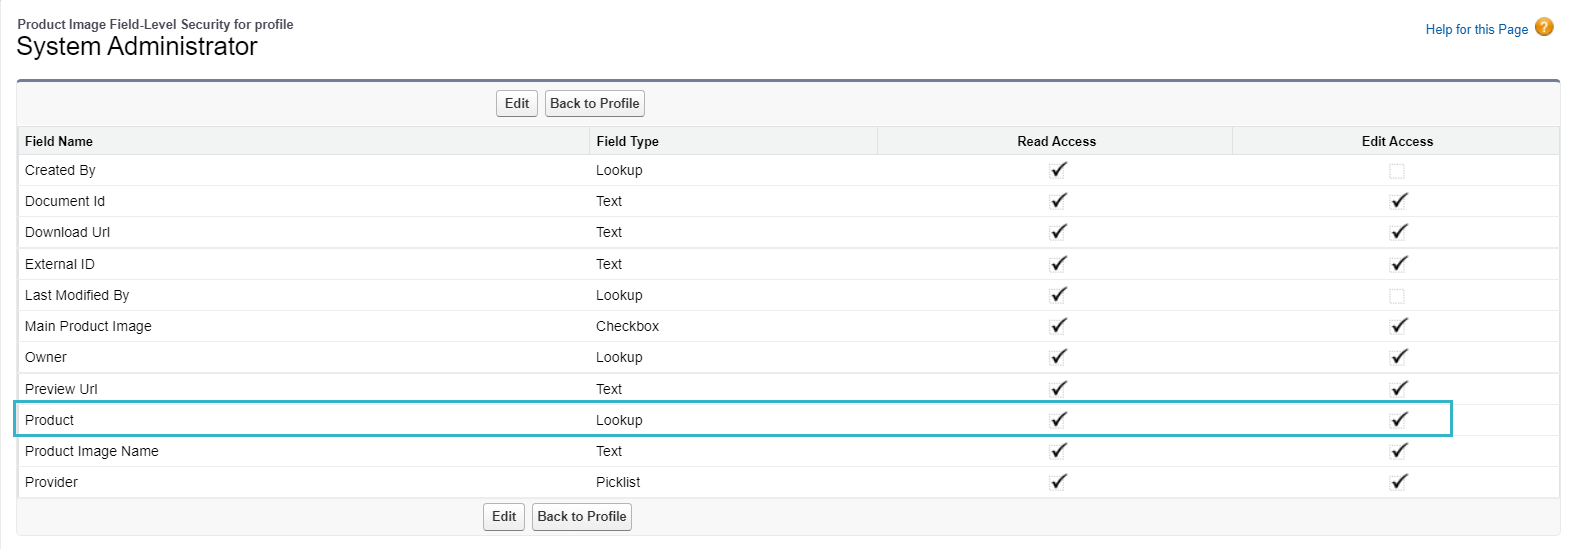 Product Image Field-Level Security for profile
System Administrator
Help for this Page ?
Edit Back to Profile
Field Name Field Type Read Access Edit Access
Created By Lookup
Document Id Text
Download Url Text
External ID Text
Last Modified By Lookup
Main Product Image Checkbox
Owner Lookup
Preview Url Text
Product Lookup
Product Image Name Text
Provider Picklist
Edit Back to Profile